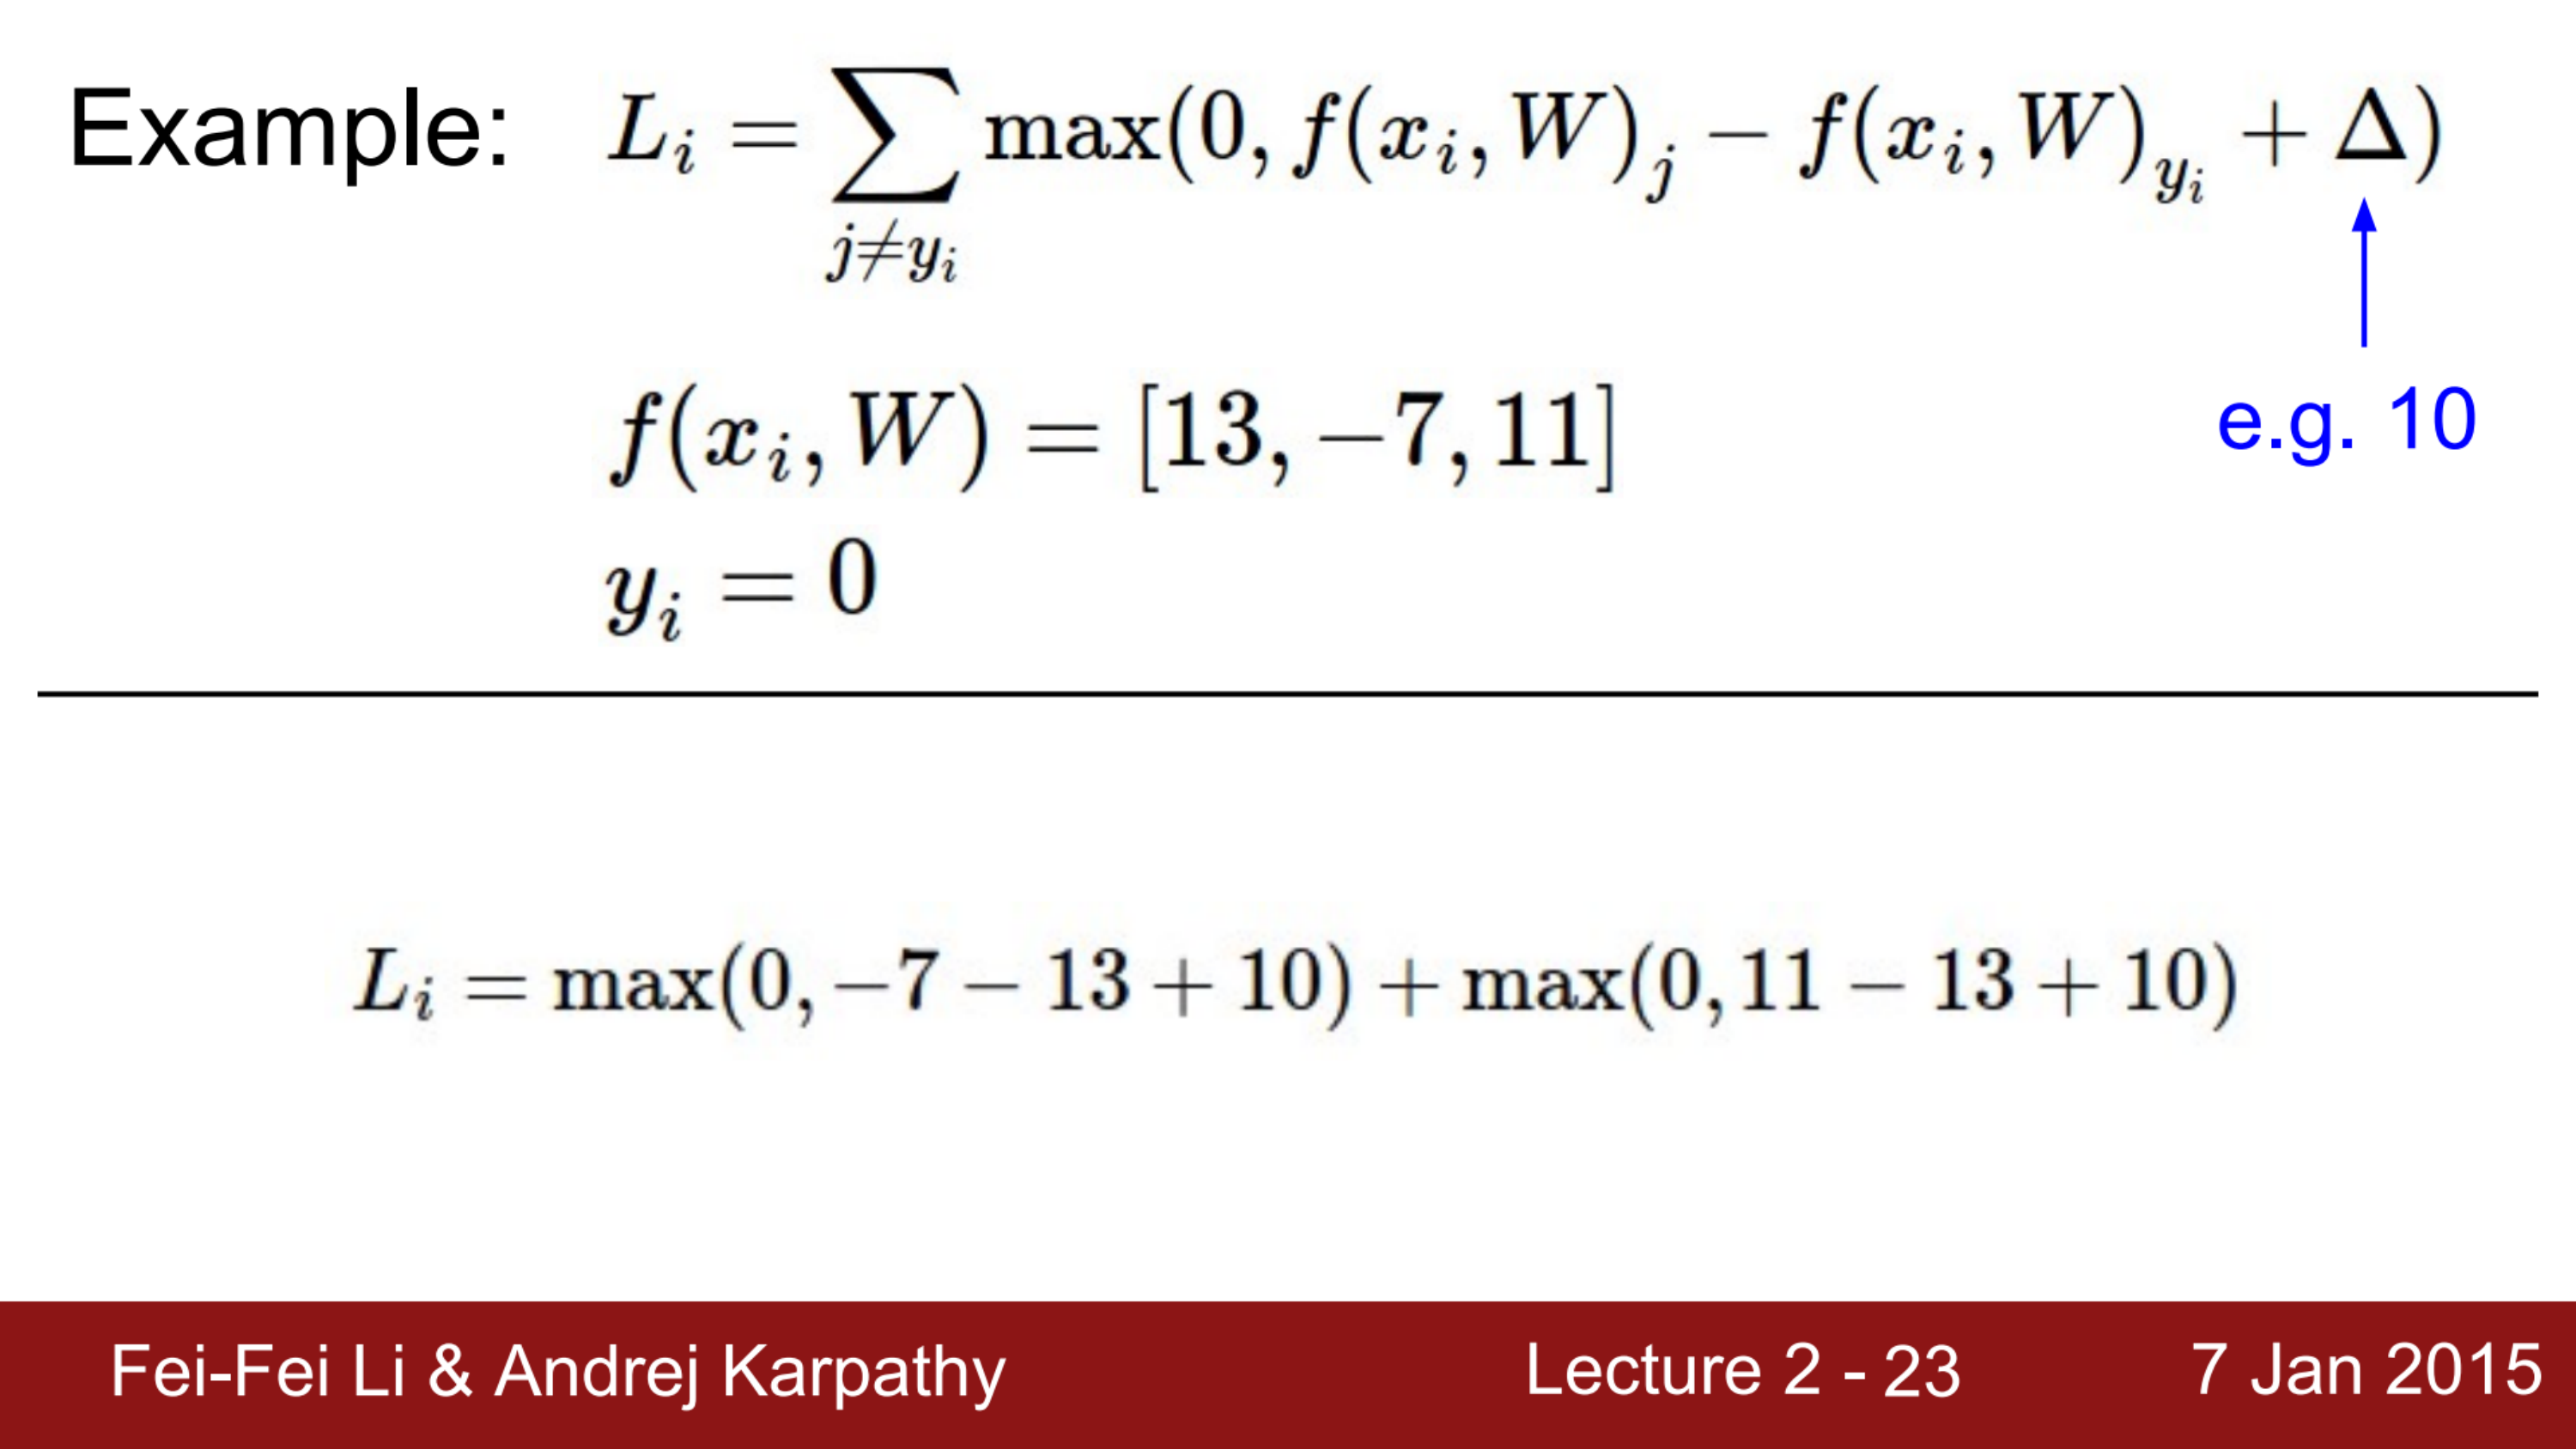 Example: L_i = \sum_{j \neq y_i} \max(0, f(x_i, W)_j - f(x_i, W)_{y_i} + \Delta)
f(x_i, W) = [13, -7, 11]
e.g. 10
y_i = 0
L_i = \max(0, -7 - 13 + 10) + \max(0, 11 - 13 + 10)
Fei-Fei Li & Andrej Karpathy Lecture 2 - 23 7 Jan 2015